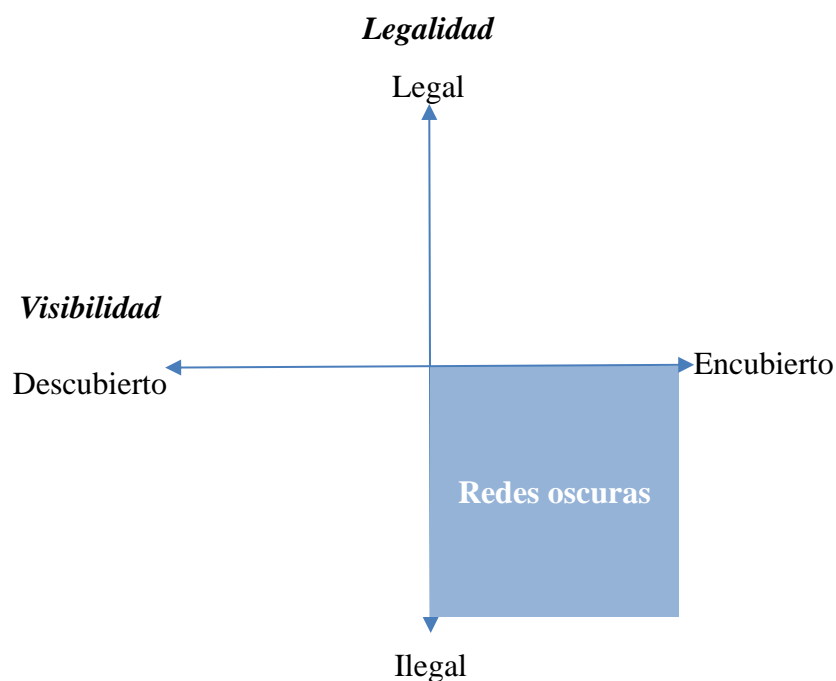 Legalidad
Legal
Visibilidad
Descubierto
Encubierto
Redes oscuras
Ilegal